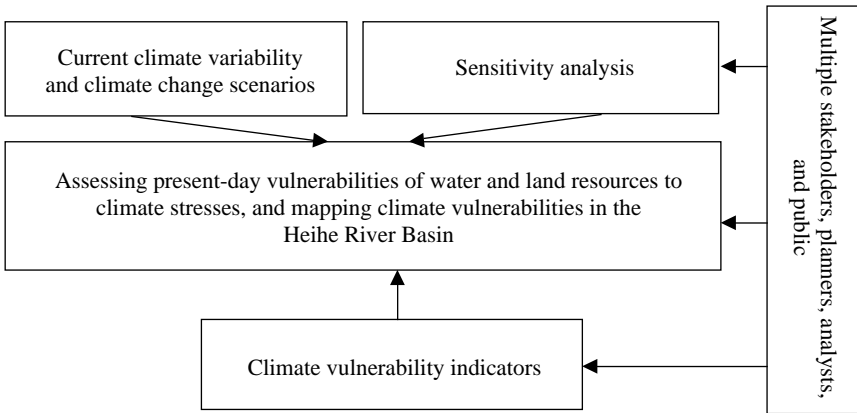 Current climate variability
and climate change scenarios
Sensitivity analysis
Assessing present-day vulnerabilities of water and land resources to
climate stresses, and mapping climate vulnerabilities in the
Heihe River Basin
Climate vulnerability indicators
Multiple stakeholders, planners, analysts,
and public